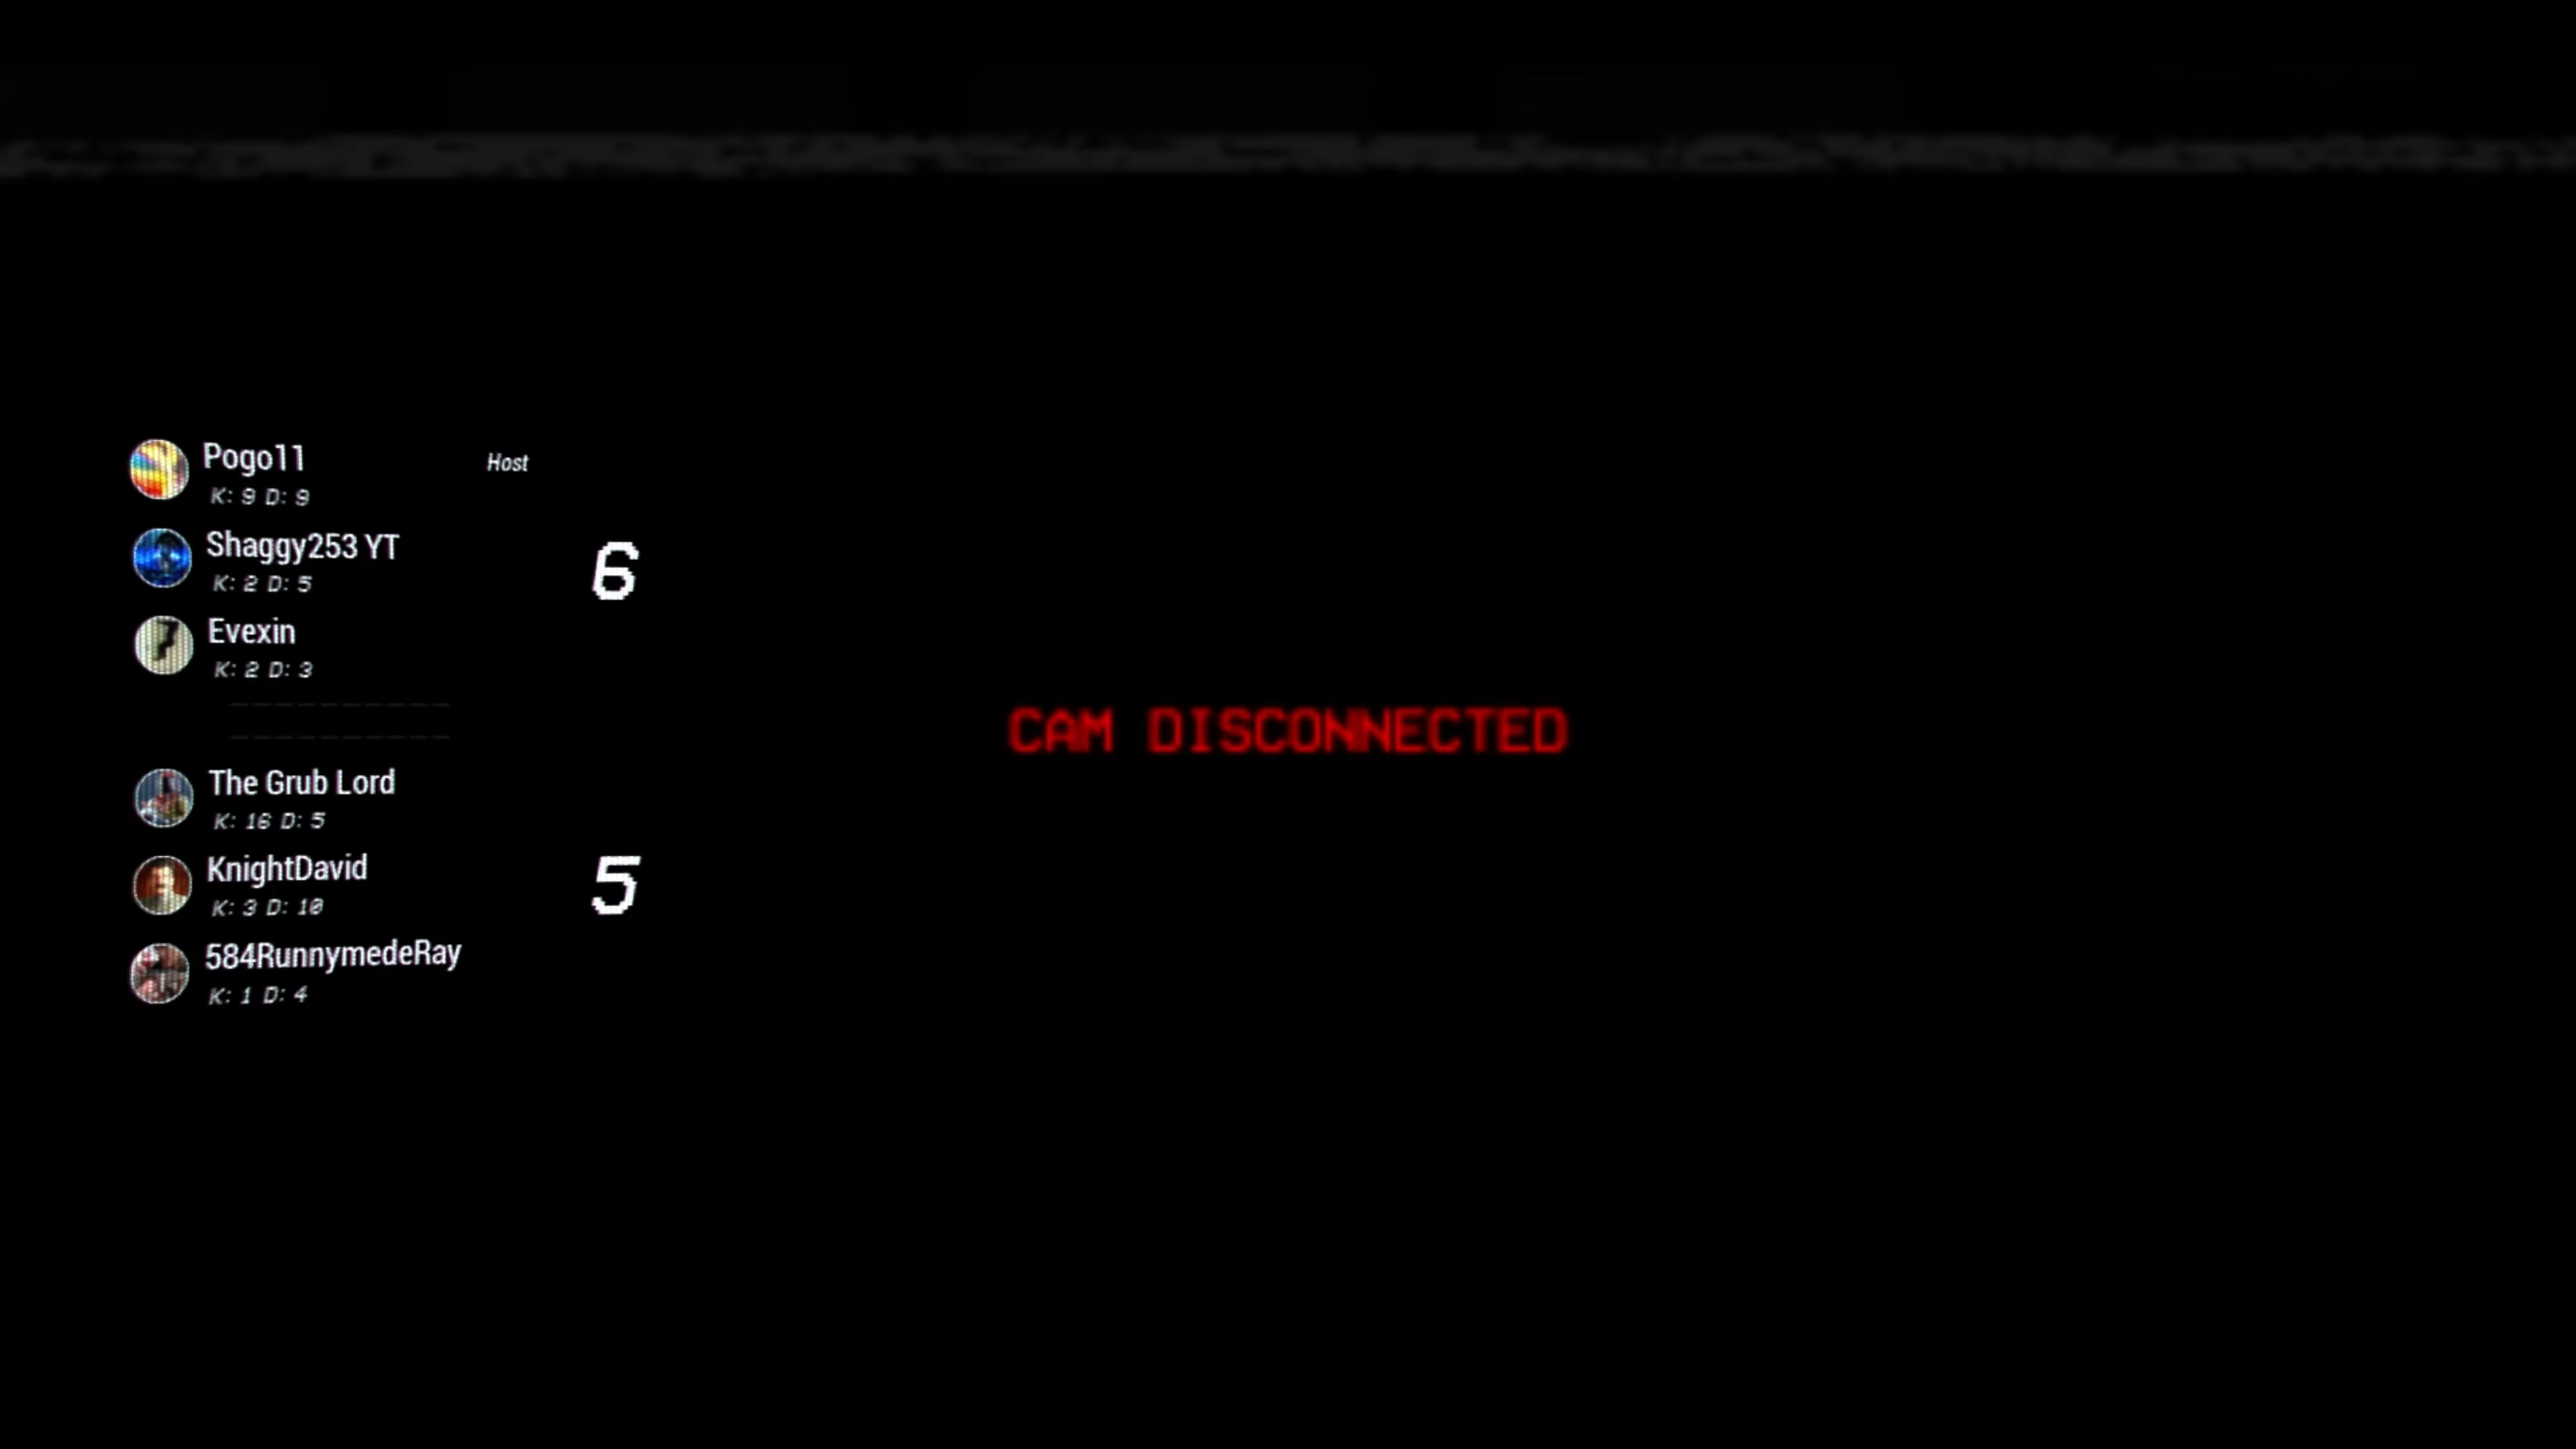 Pogo11
Host
K: 9 D: 9
Shaggy253 YT
K: 2 D: 5
6
Evexin
K: 2 D: 3
CAM DISCONNECTED
The Grub Lord
K: 16 D: 5
KnightDavid
K: 3 D: 10
5
584RunnymedeRay
K: 1 D: 4